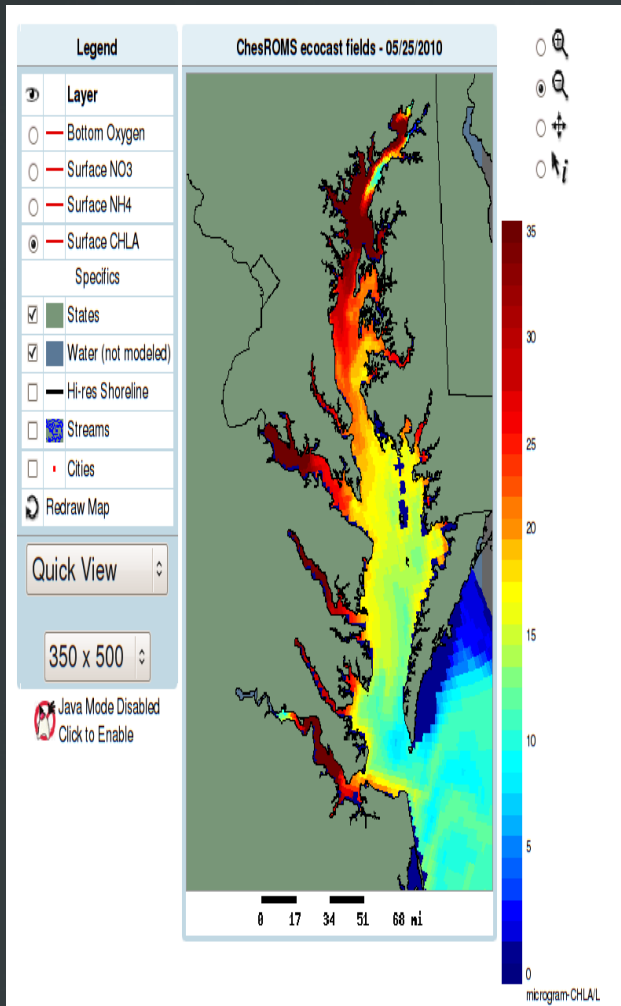 Legend
Layer
Bottom Oxygen
Surface NO3
Surface NH4
Surface CHLA
Specifics
States
Water (not modeled)
Hi-res Shoreline
Streams
Cities
Redraw Map
Quick View
350 x 500
Java Mode Disabled
Click to Enable
ChesROMS ecocast fields - 05/25/2010
0 17 34 51 68 mi
i
35
30
25
20
15
10
5
0
microgram-CHLA/L